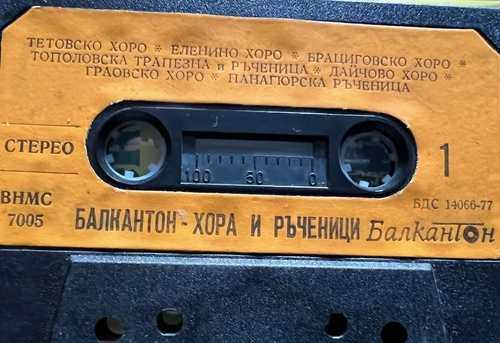 ТЕТОВСКО ХОРО * ЕЛЕНИНО ХОРО * БРАЦИГОВСКО ХОРО *
ТОПОЛОВСКА ТРАПЕЗНА и РЪЧЕНИЦА * ДАЙЧОВО ХОРО *
ГРАОВСКО ХОРО * ПАНАГЮРСКА РЪЧЕНИЦА
СТЕРЕО
100 50 0
1
ВНМС
7005
БДС 14066-77
БАЛКАНТОН - ХОРА И РЪЧЕНИЦИ Балкантон